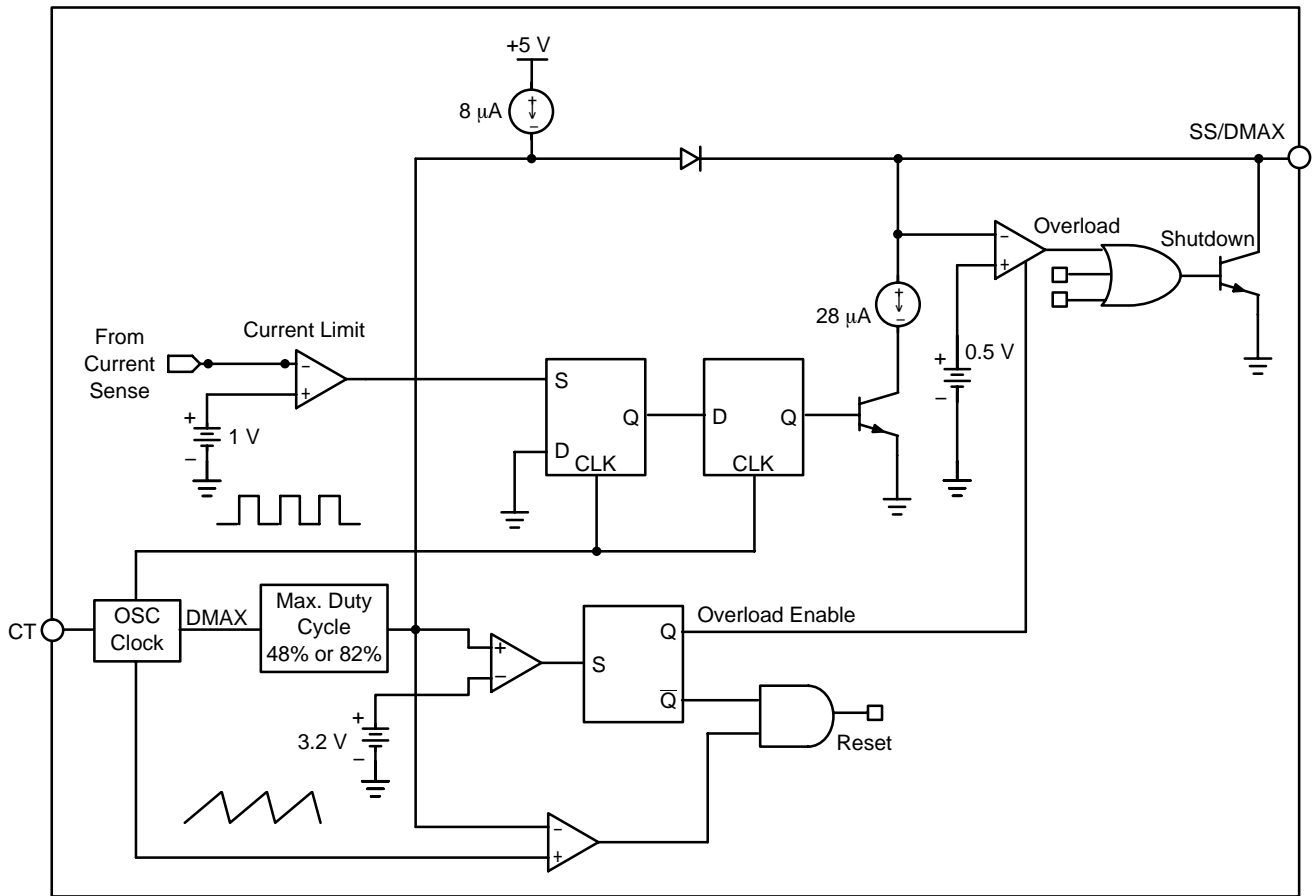 +5 V
8 μA
SS/DMAX
Overload
Shutdown
−
+
+
−
28 μA
+
−
0.5 V
From
Current
Sense
Current Limit
−
+
+
−
1 V
S
Q
D
CLK
D
Q
CLK
CT
OSC
Clock
DMAX
Max. Duty
Cycle
48% or 82%
+
−
+
−
3.2 V
S
Q
Q̅
Overload Enable
Reset
−
+